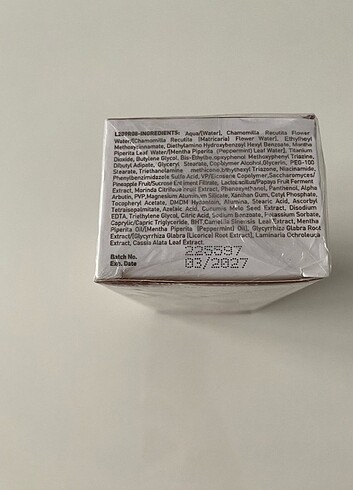 L239R00-INGREDIENTS: Aqua/[Water], Chamomilla Recutita Flower
Water/[Chamomilla Recutita (Matricaria) Flower Water], Ethylhexyl
Methoxycinnamate, Diethylamino Hydroxybenzoyl Hexyl Benzoate, Mentha
Piperita Leaf Water/[Mentha Piperita (Peppermint) Leaf Water], Titanium
Dioxide, Butylene Glycol, Bis-Ethylhexyloxyphenol Methoxyphenyl Triazine,
Dibutyl Adipate, Glyceryl Stearate, Copolymer Alcohol, Glycerin, PEG-100
Stearate, Triethanolamine, Ethylhexyl Triazone, Niacinamide,
Phenylbenzimidazole Sulfonic Acid, Copolymer, Saccharomyces/
Pineapple Fruit/Sucrose Ferment Filtrate, Lactobacillus/Papaya Fruit Ferment
Extract, Morinda Citrifolia Fruit Extract, Phenoxyethanol, Panthenol, Alpha
Arbutin, PVP, Magnesium Aluminum Silicate, Xanthan Gum, Cetyl Phosphate,
Tocopheryl Acetate, DMDM Hydantoin, Alumina, Stearic Acid, Ascorbyl
Tetraisopalmitate, Azelaic Acid, Cucumis Melo Seed Extract, Disodium
EDTA, Triethylene Glycol, Citric Acid, Sodium Benzoate, Potassium Sorbate,
Caprylic/Capric Triglyceride, BHT, Camellia Sinensis Leaf Extract, Mentha
Piperita Oil/[Mentha Piperita (Peppermint) Oil], Glycyrrhiza Glabra Root
Extract/[Glycyrrhiza Glabra (Licorice) Root Extract], Laminaria Ochroleuca
Extract, Cassia Alata Leaf Extract.
Batch No. 225597
Exp. Date 03/2027